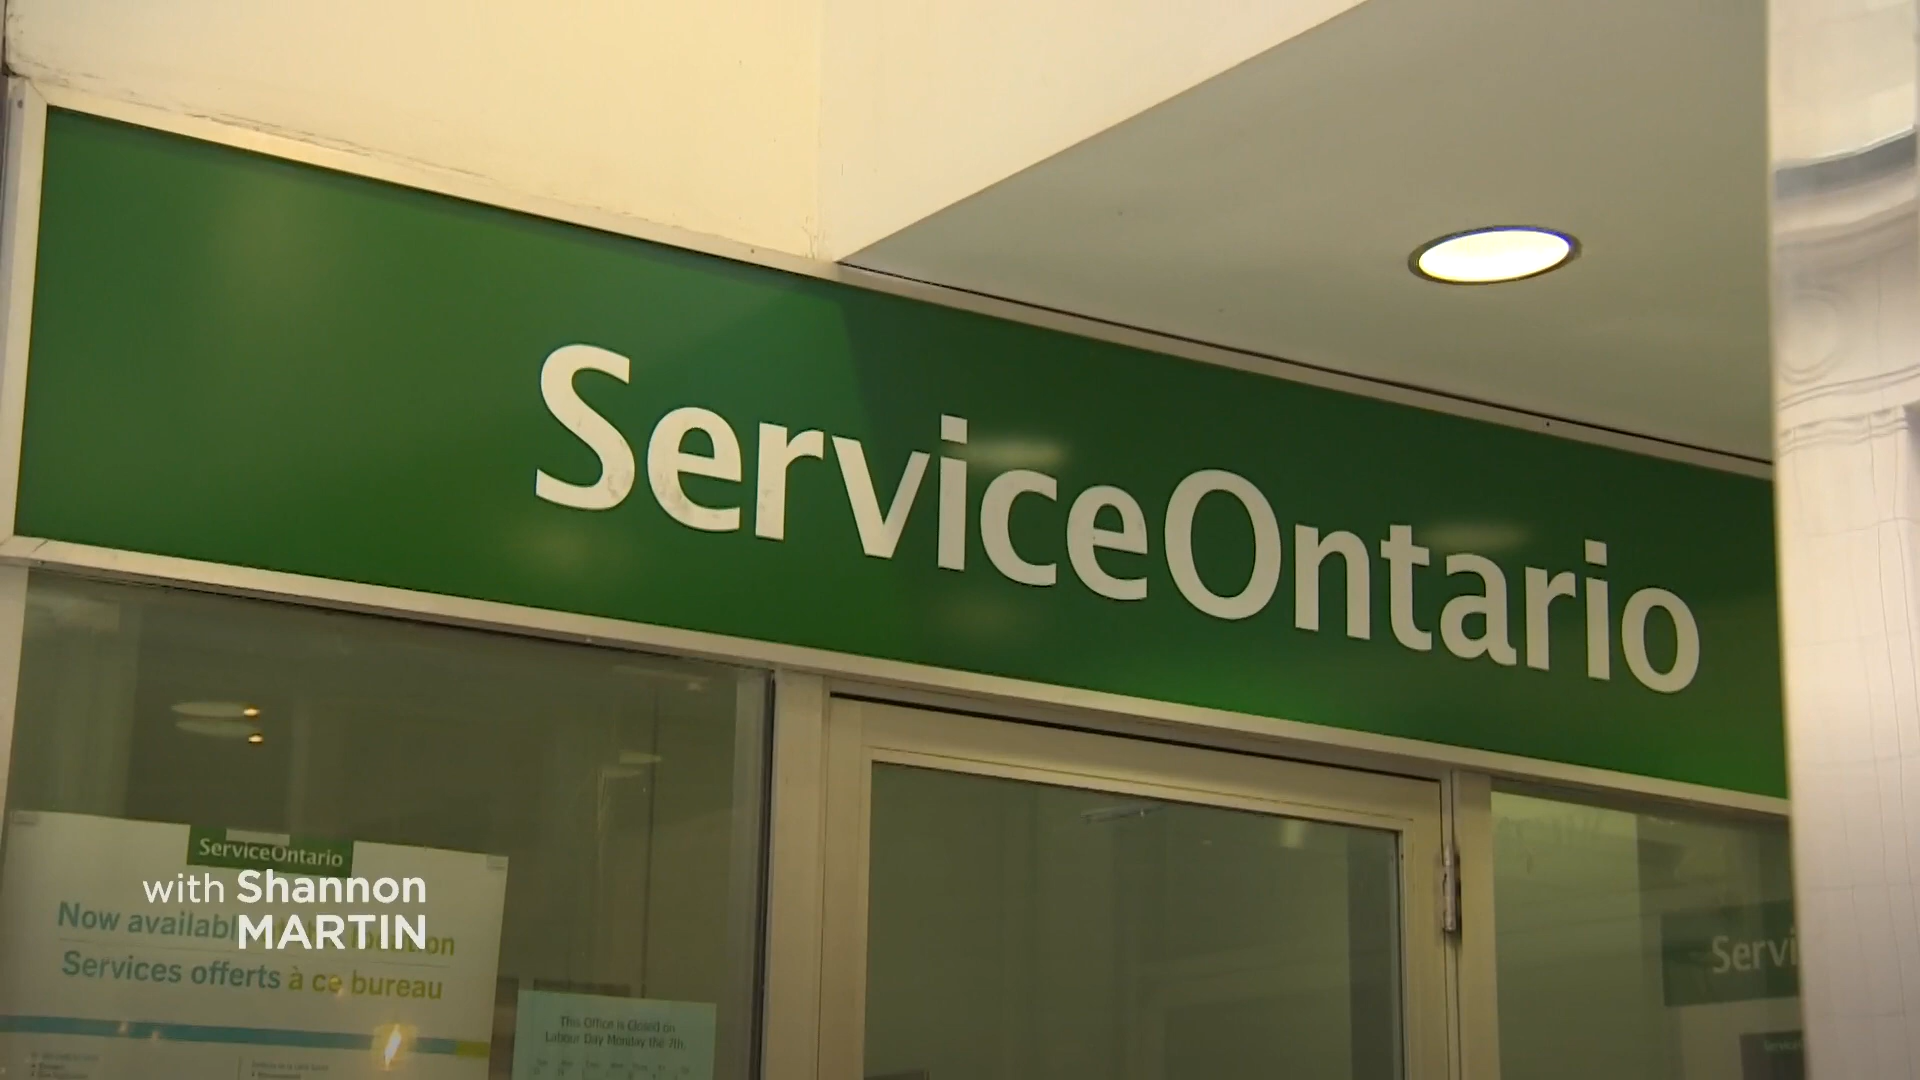 ServiceOntario
ServiceOntario
with Shannon
MARTIN
Now availabl
Services offerts à ce bureau
This Office is Closed on
Labour Day Monday the 7th.
Servi